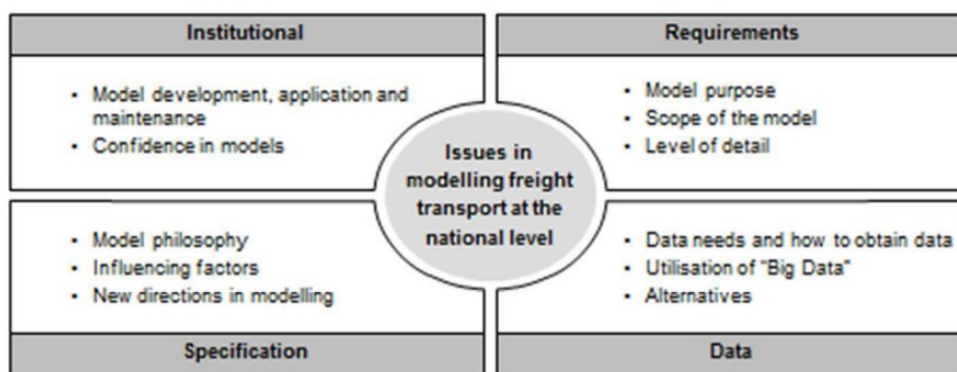 Institutional
• Model development, application and
maintenance
• Confidence in models
Requirements
• Model purpose
• Scope of the model
• Level of detail
Issues in
modelling freight
transport at the
national level
• Model philosophy
• Influencing factors
• New directions in modelling
Specification
• Data needs and how to obtain data
• Utilisation of "Big Data"
• Alternatives
Data